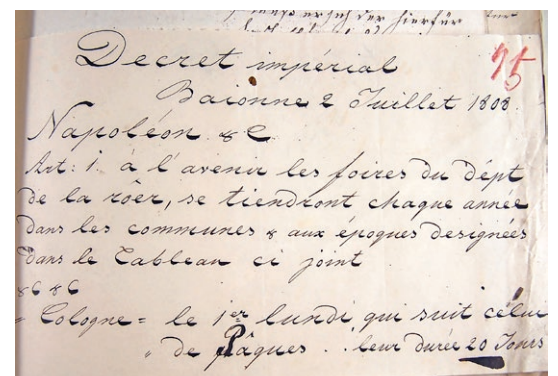 Decret impérial
95
Baionne 2 Juillet 1808.
Napoléon &c
Art: 1. à l'avenir les foires du dépt
de la röer, se tiendront chaque année
dans les communes & aux époques designées
dans le Tableau ci joint
&c &c
"Cologne = le 1er lundi qui suit celui
" de Pâques . . leur durée 20 Jours